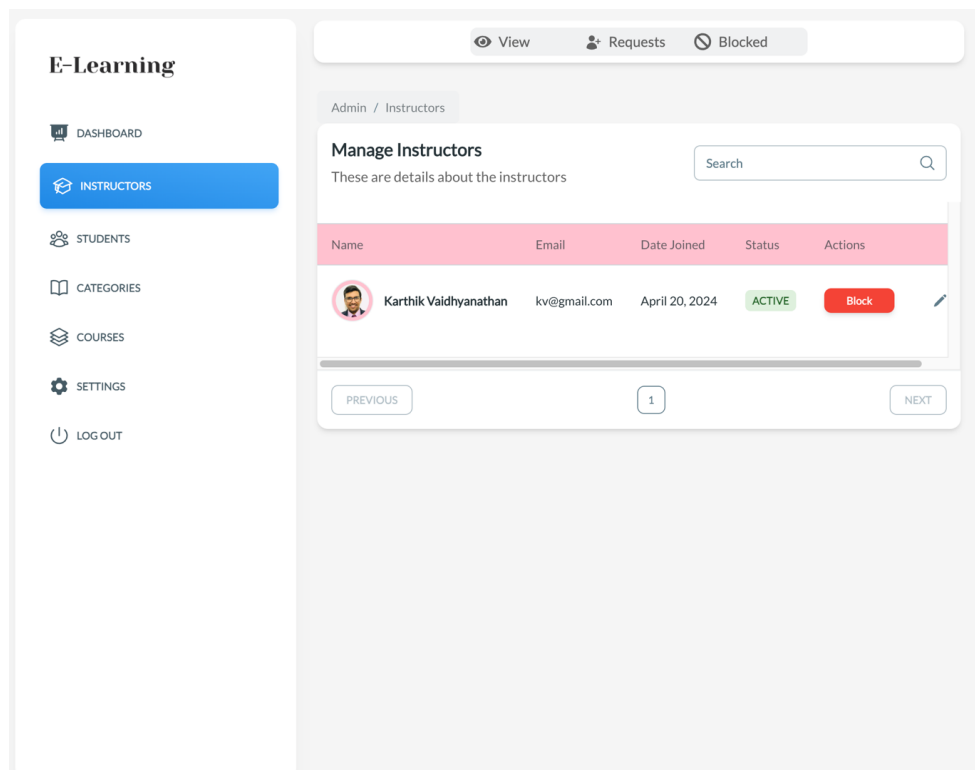 E-Learning
DASHBOARD
INSTRUCTORS
STUDENTS
CATEGORIES
COURSES
SETTINGS
LOG OUT
View Requests Blocked
Admin / Instructors
Manage Instructors
These are details about the instructors
Search
Name Email Date Joined Status Actions
Karthik Vaidhyanathan kv@gmail.com April 20, 2024 ACTIVE Block
PREVIOUS 1 NEXT